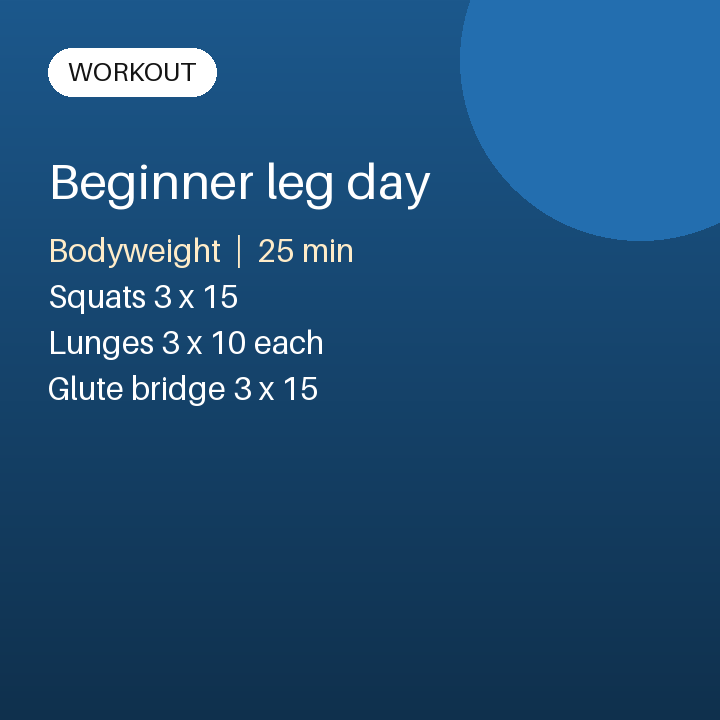 WORKOUT
Beginner leg day
Bodyweight | 25 min
Squats 3 x 15
Lunges 3 x 10 each
Glute bridge 3 x 15